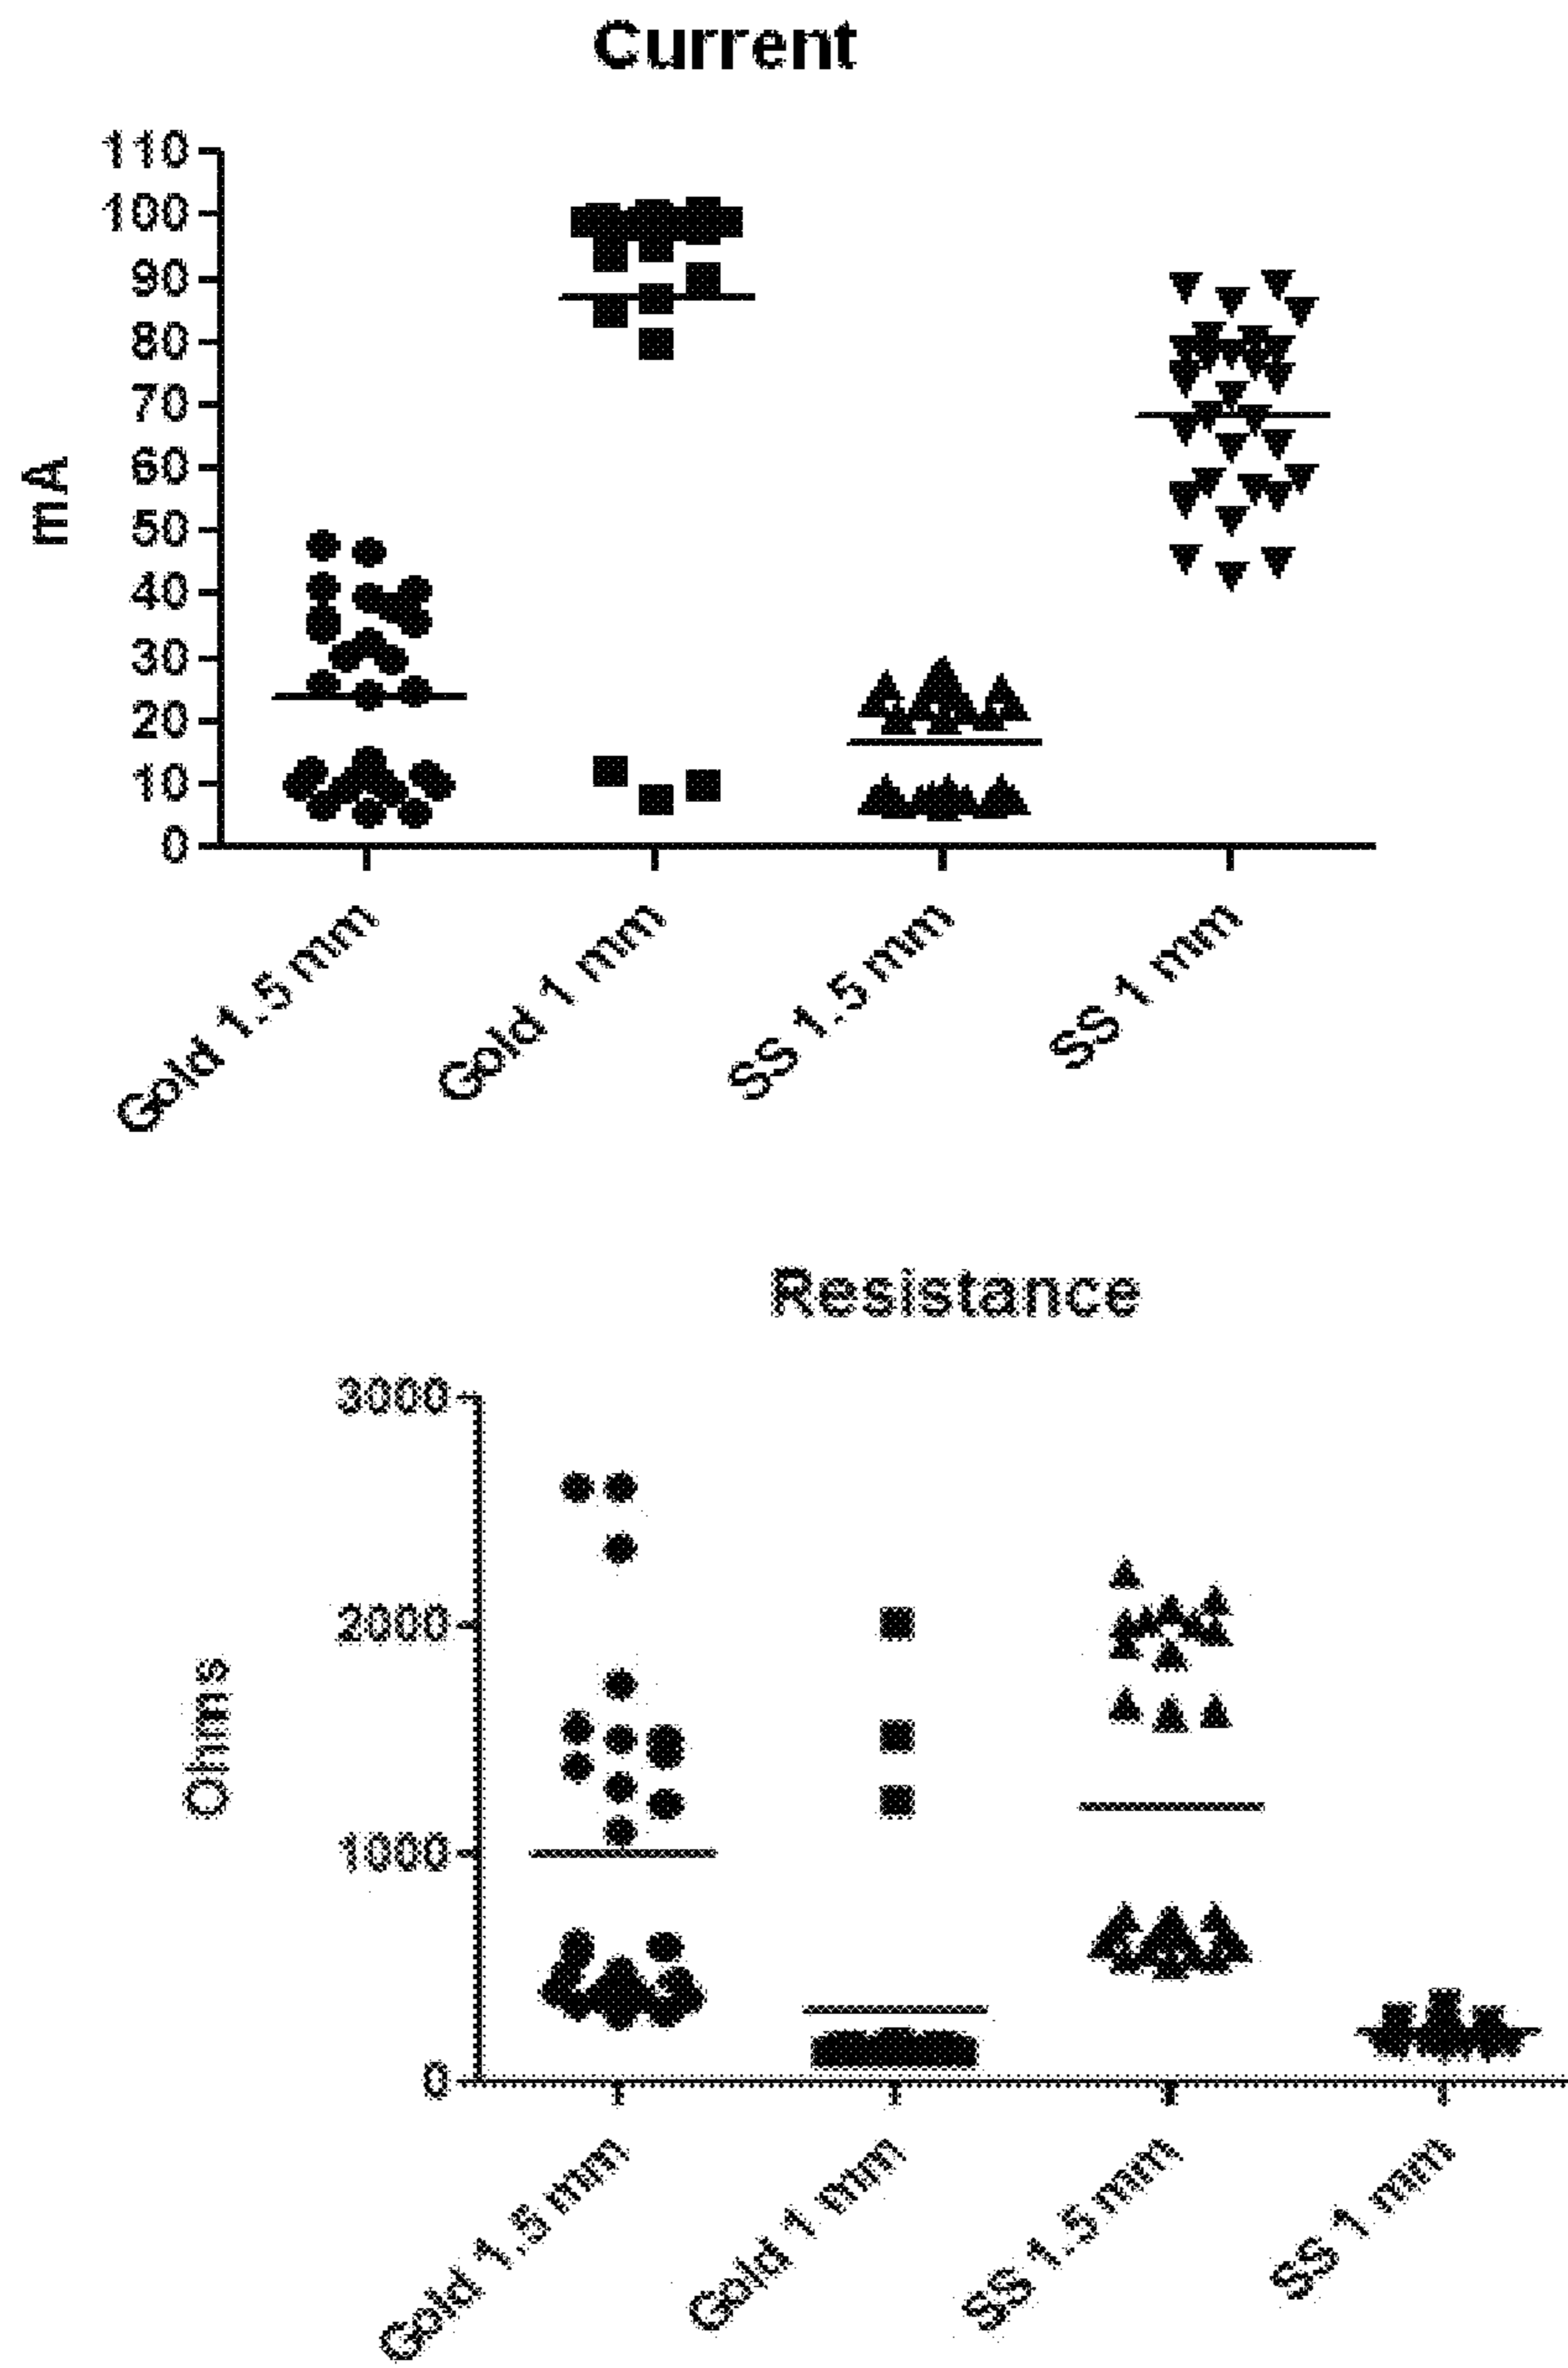 Current
110
100
90
80
70
60
50
40
30
20
10
0
mA
Gold 1.5 mm
Gold 1 mm
SS 1.5 mm
SS 1 mm
Resistance
3000
2000
1000
0
Ohms
Gold 1.5 mm
Gold 1 mm
SS 1.5 mm
SS 1 mm